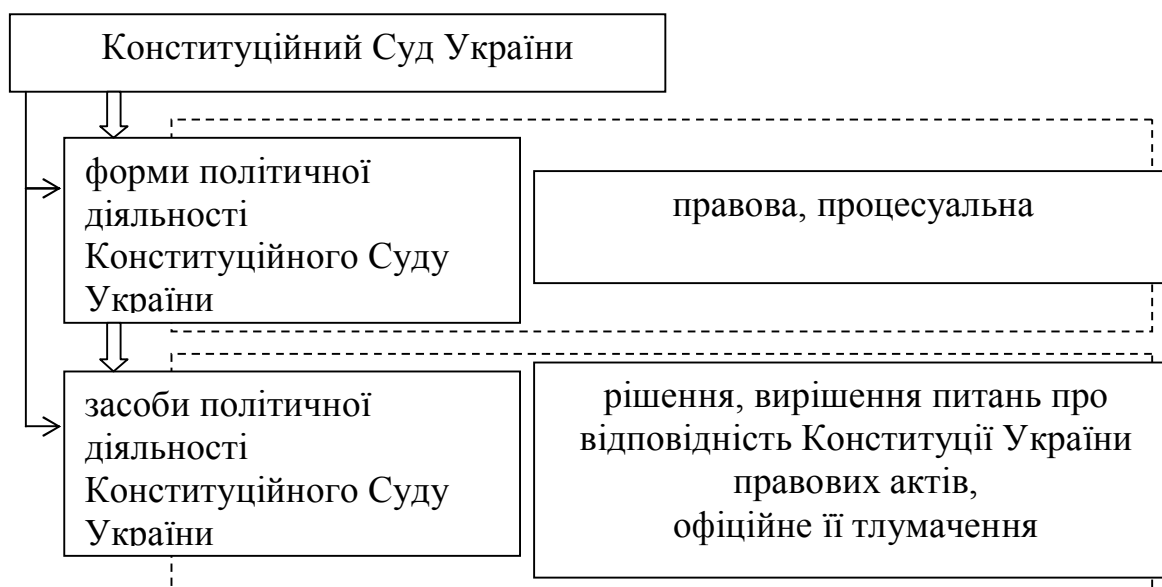 Конституційний Суд України
форми політичної
діяльності
Конституційного Суду
України
правова, процесуальна
засоби політичної
діяльності
Конституційного Суду
України
рішення, вирішення питань про
відповідність Конституції України
правових актів,
офіційне її тлумачення